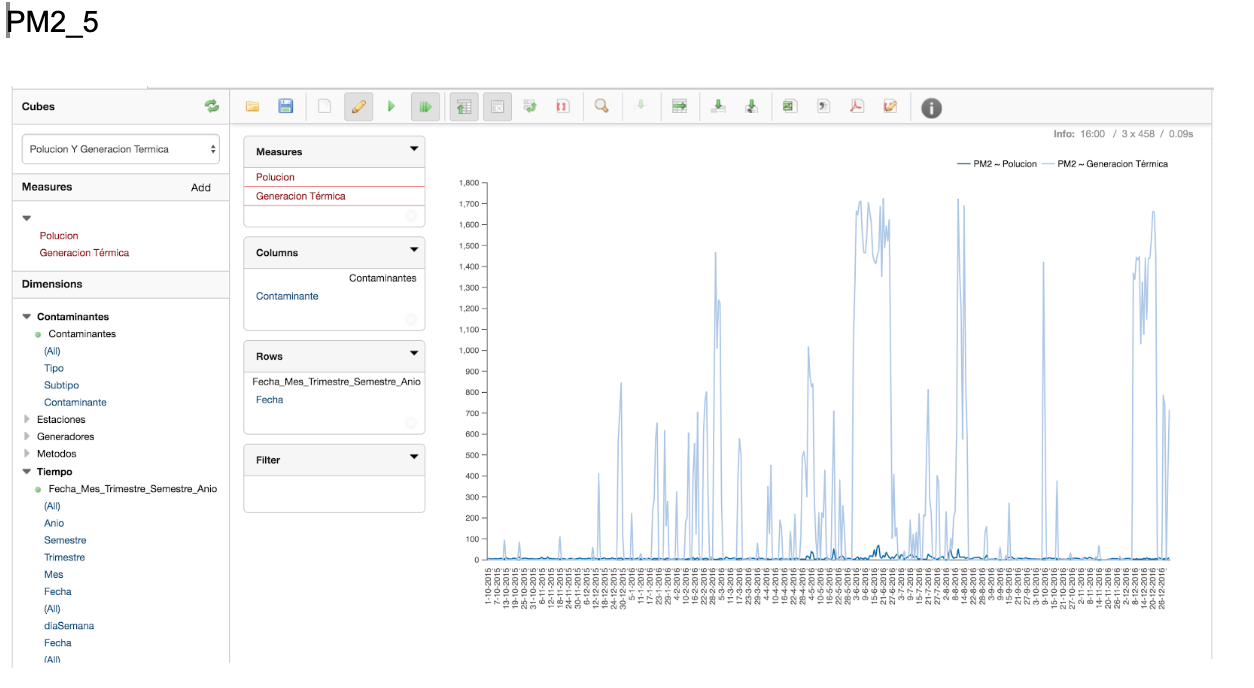 PM2_5
Cubes
Polucion Y Generacion Termica
Measures Add
Polucion
Generacion Térmica
Dimensions
Contaminantes
Contaminantes
(All)
Tipo
Subtipo
Contaminante
Estaciones
Generadores
Metodos
Tiempo
Fecha_Mes_Trimestre_Semestre_Anio
(All)
Anio
Semestre
Trimestre
Mes
Fecha
(All)
diaSemana
Fecha
(All)
Measures
Polucion
Generacion Térmica
Columns
Contaminantes
Contaminante
Rows
Fecha_Mes_Trimestre_Semestre_Anio
Fecha
Filter
Info: 16:00 / 3 x 458 / 0.09s
PM2 ~ Polucion PM2 ~ Generacion Térmica
1,800
1,700
1,600
1,500
1,400
1,300
1,200
1,100
1,000
900
800
700
600
500
400
300
200
100
0
1-10-2015
7-10-2015
13-10-2015
19-10-2015
25-10-2015
31-10-2015
6-11-2015
12-11-2015
18-11-2015
24-11-2015
30-11-2015
6-12-2015
12-12-2015
18-12-2015
24-12-2015
30-12-2015
5-1-2016
11-1-2016
17-1-2016
23-1-2016
29-1-2016
4-2-2016
10-2-2016
16-2-2016
22-2-2016
28-2-2016
5-3-2016
11-3-2016
17-3-2016
23-3-2016
29-3-2016
4-4-2016
10-4-2016
16-4-2016
22-4-2016
28-4-2016
4-5-2016
10-5-2016
16-5-2016
22-5-2016
28-5-2016
3-6-2016
9-6-2016
15-6-2016
21-6-2016
27-6-2016
3-7-2016
9-7-2016
15-7-2016
21-7-2016
27-7-2016
2-8-2016
8-8-2016
14-8-2016
22-8-2016
28-8-2016
3-9-2016
9-9-2016
15-9-2016
21-9-2016
27-9-2016
3-10-2016
9-10-2016
15-10-2016
21-10-2016
27-10-2016
2-11-2016
8-11-2016
14-11-2016
20-11-2016
26-11-2016
2-12-2016
8-12-2016
14-12-2016
20-12-2016
26-12-2016